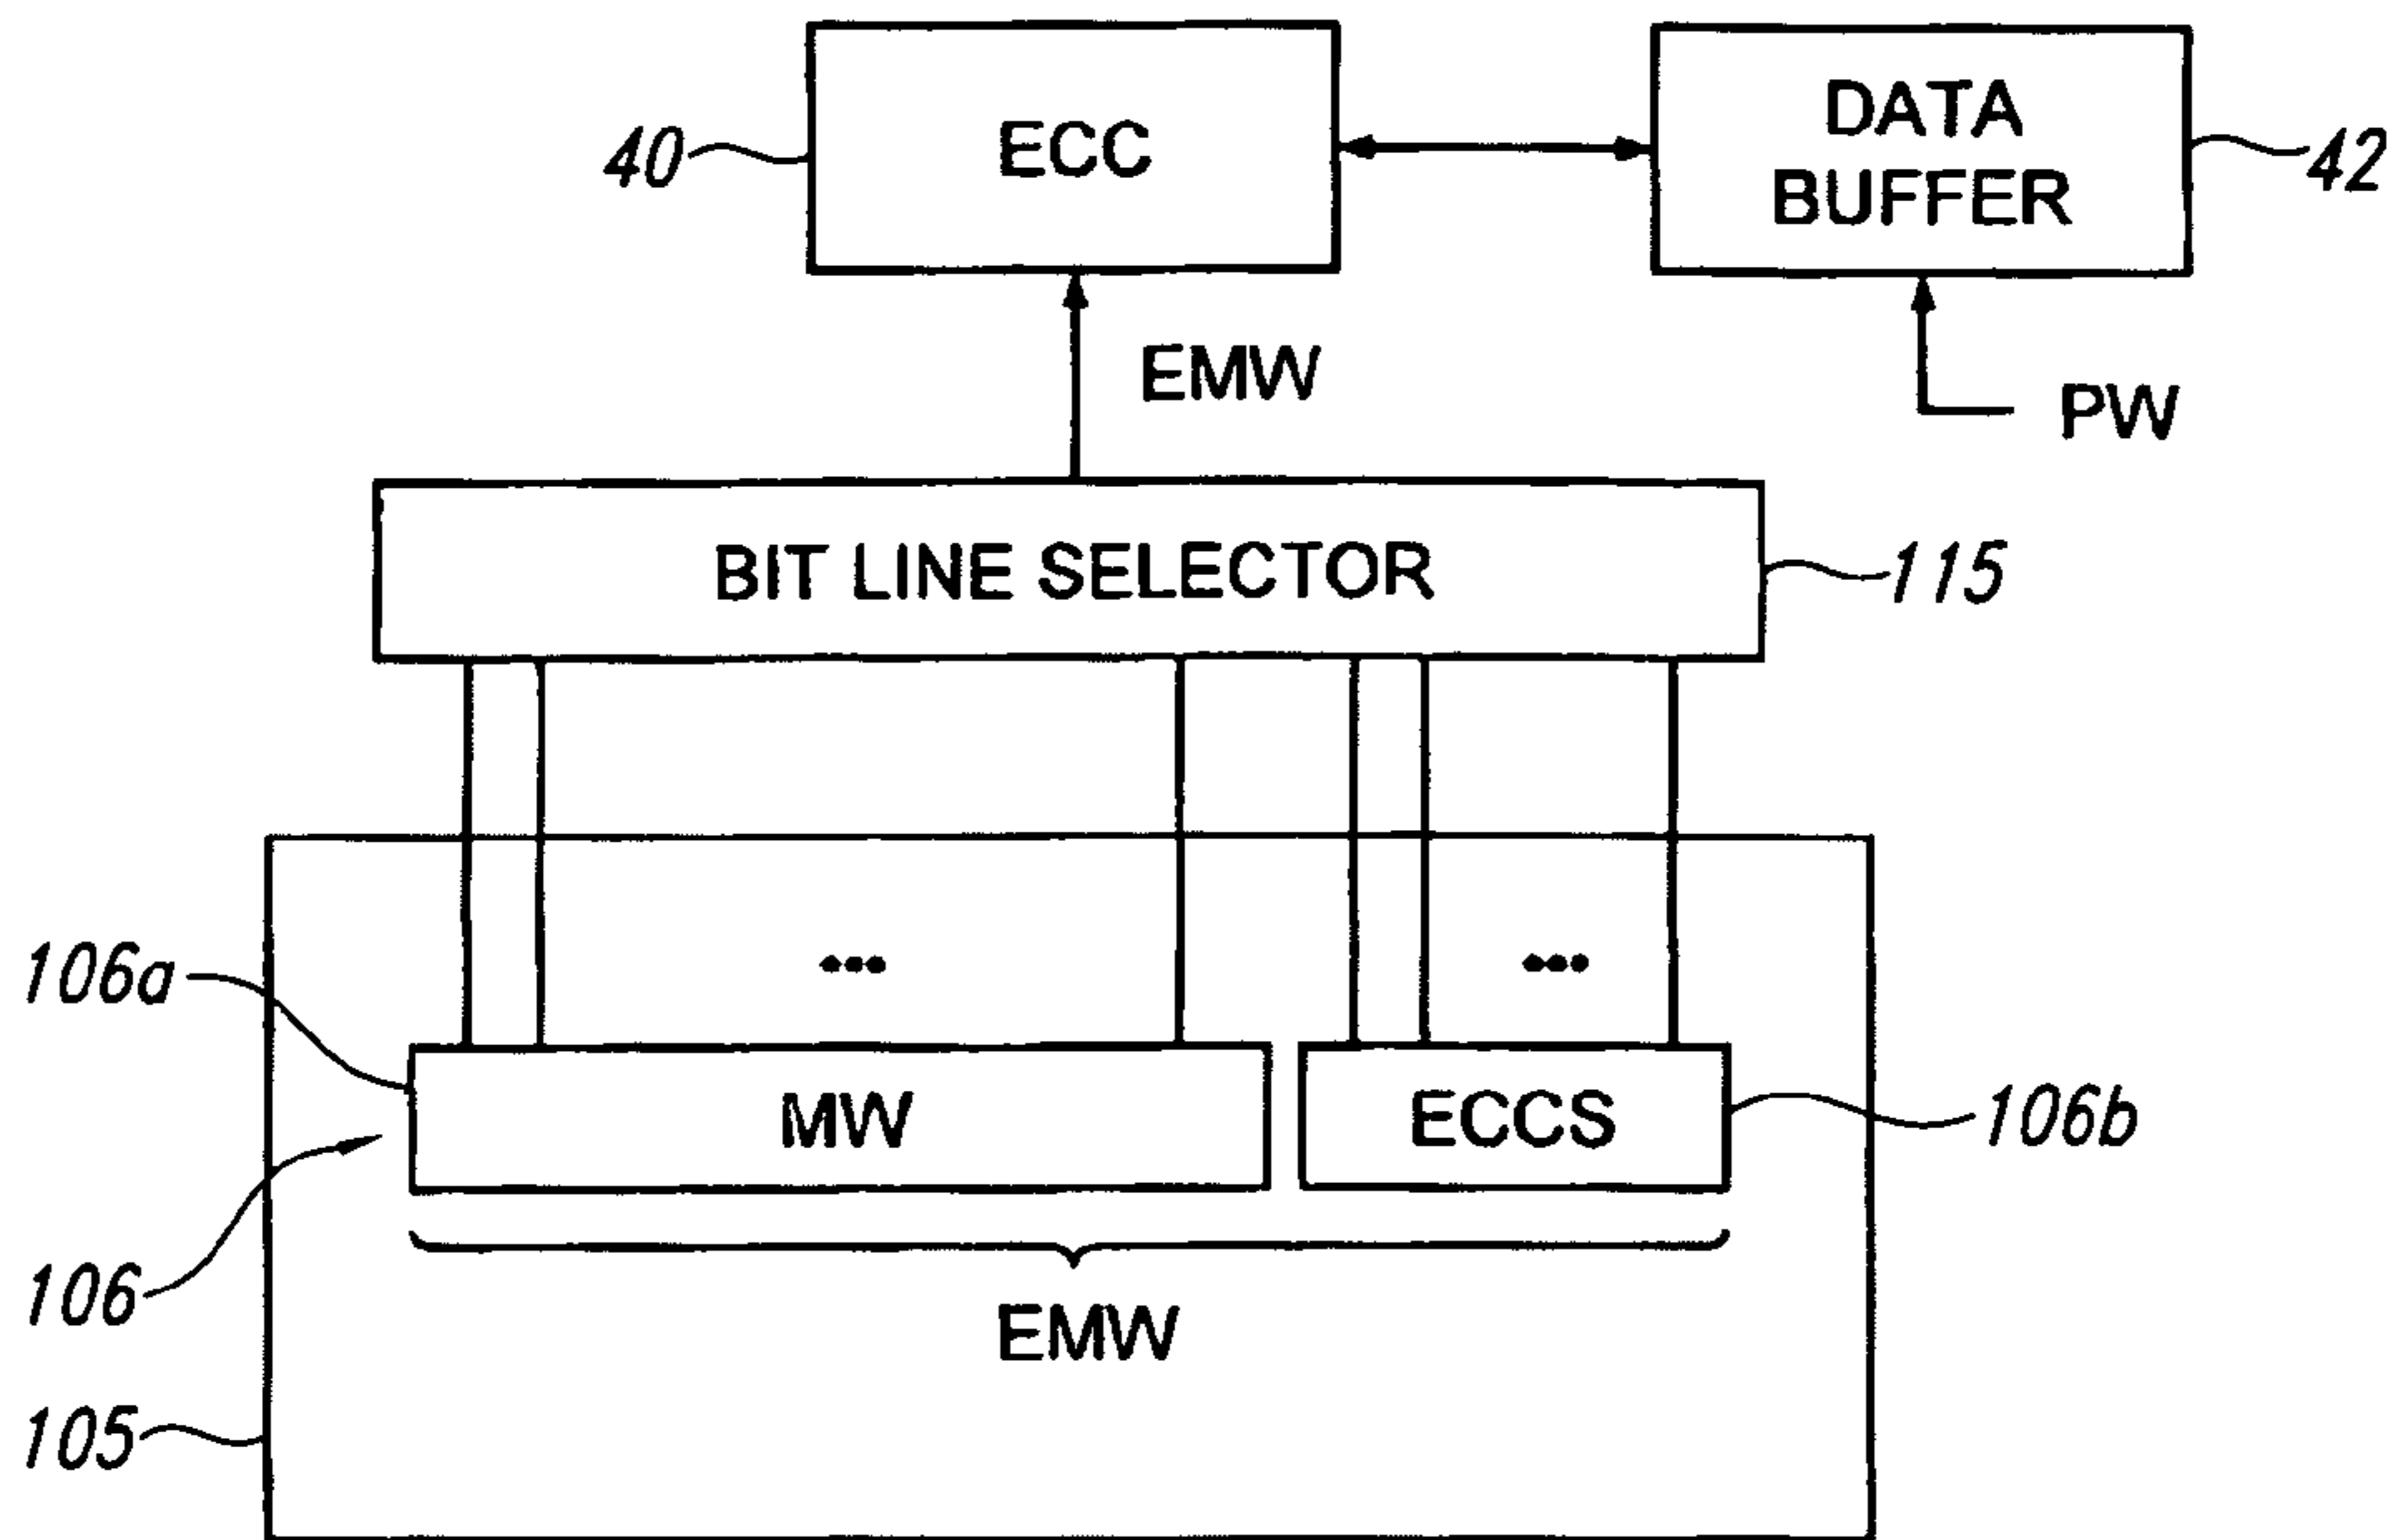 ECC
DATA
BUFFER
40
42
EMW
PW
BIT LINE SELECTOR
115
106a
MW
ECCS
106b
106
EMW
105